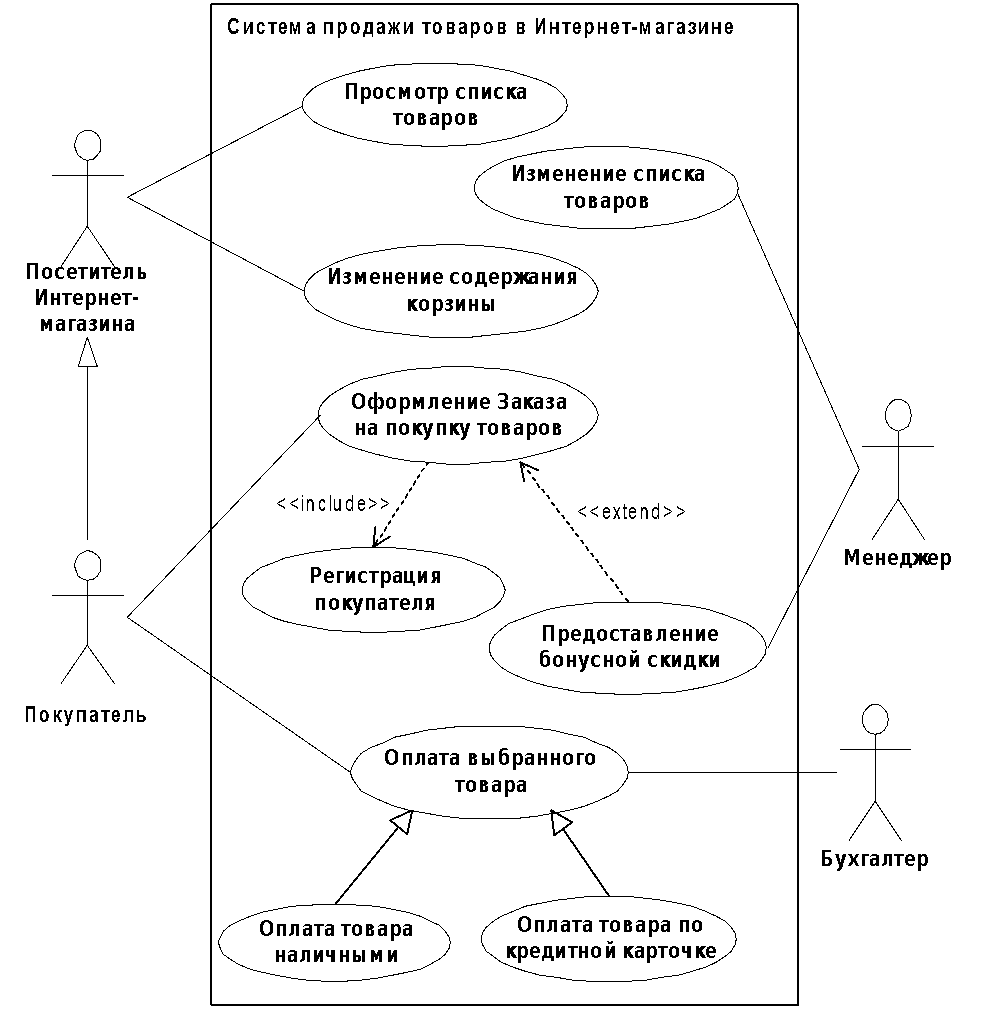 Система продажи товаров в Интернет-магазине
Просмотр списка
товаров
Изменение списка
товаров
Посетитель
Интернет-
магазина
Изменение содержания
корзины
Оформление Заказа
на покупку товаров
<<include>>
<<extend>>
Менеджер
Регистрация
покупателя
Предоставление
бонусной скидки
Покупатель
Оплата выбранного
товара
Бухгалтер
Оплата товара
наличными
Оплата товара по
кредитной карточке